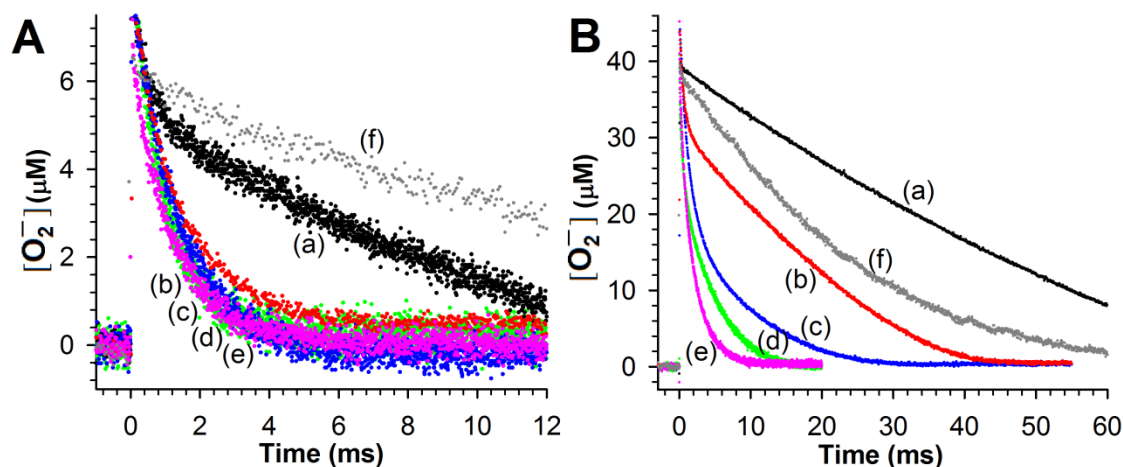 A
[O₂⁻] (μM)
6
4
2
0
(f)
(a)
(b)
(c)
(d)
(e)
0 2 4 6 8 10 12
Time (ms)
B
[O₂⁻] (μM)
40
30
20
10
0
(a)
(f)
(b)
(c)
(d)
(e)
0 10 20 30 40 50 60
Time (ms)